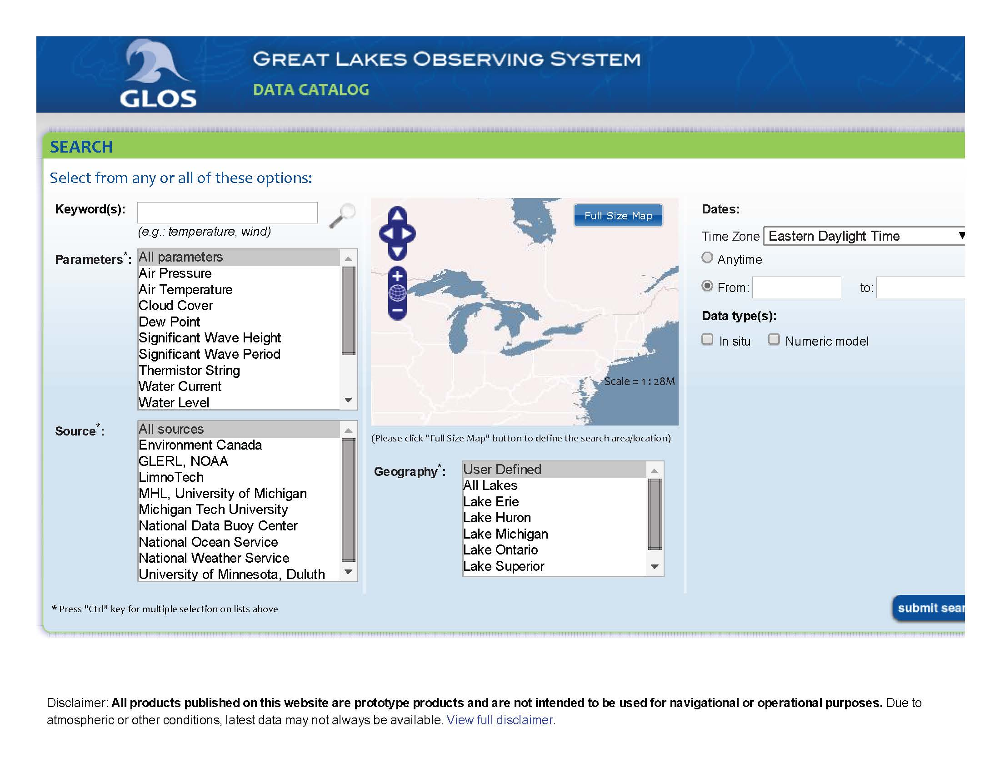 GREAT LAKES OBSERVING SYSTEM
DATA CATALOG
GLOS
SEARCH
Select from any or all of these options:
Keyword(s):
(e.g.: temperature, wind)
Parameters*:
All parameters
Air Pressure
Air Temperature
Cloud Cover
Dew Point
Significant Wave Height
Significant Wave Period
Thermistor String
Water Current
Water Level
Source*:
All sources
Environment Canada
GLERL, NOAA
LimnoTech
MHL, University of Michigan
Michigan Tech University
National Data Buoy Center
National Ocean Service
National Weather Service
University of Minnesota, Duluth
* Press "Ctrl" key for multiple selection on lists above
Full Size Map
Scale = 1 : 28M
(Please click "Full Size Map" button to define the search area/location)
Geography*:
User Defined
All Lakes
Lake Erie
Lake Huron
Lake Michigan
Lake Ontario
Lake Superior
Dates:
Time Zone Eastern Daylight Time
Anytime
From: to:
Data type(s):
In situ Numeric model
submit sear
Disclaimer: All products published on this website are prototype products and are not intended to be used for navigational or operational purposes. Due to
atmospheric or other conditions, latest data may not always be available. View full disclaimer.